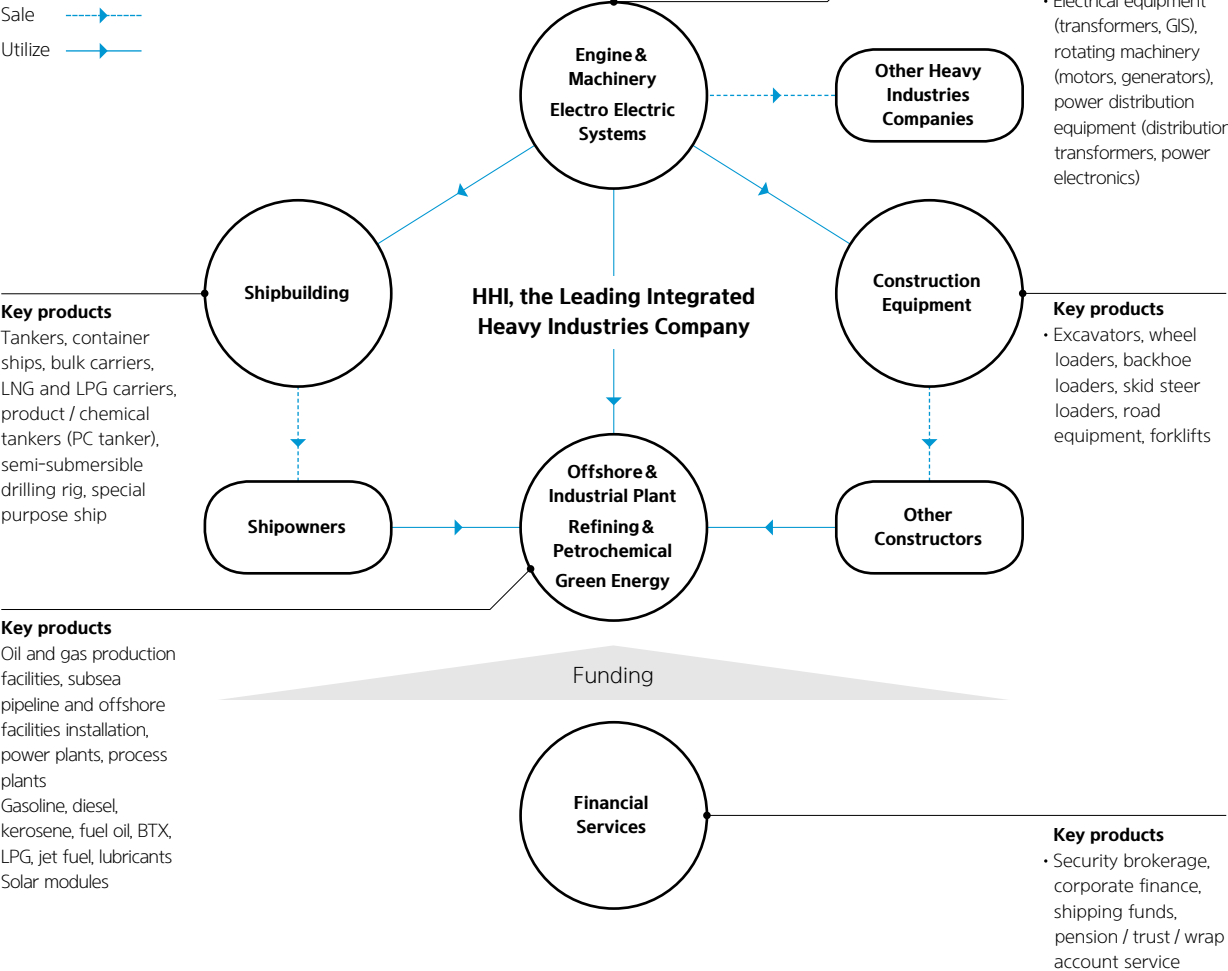 Sale
Utilize
Engine &
Machinery
Electro Electric
Systems
Other Heavy
Industries
Companies
• Electrical equipment
(transformers, GIS),
rotating machinery
(motors, generators),
power distribution
equipment (distribution
transformers, power
electronics)
Shipbuilding
HHI, the Leading Integrated
Heavy Industries Company
Construction
Equipment
Key products
Tankers, container
ships, bulk carriers,
LNG and LPG carriers,
product / chemical
tankers (PC tanker),
semi-submersible
drilling rig, special
purpose ship
Key products
• Excavators, wheel
loaders, backhoe
loaders, skid steer
loaders, road
equipment, forklifts
Shipowners
Offshore &
Industrial Plant
Refining &
Petrochemical
Green Energy
Other
Constructors
Key products
Oil and gas production
facilities, subsea
pipeline and offshore
facilities installation,
power plants, process
plants
Gasoline, diesel,
kerosene, fuel oil, BTX,
LPG, jet fuel, lubricants
Solar modules
Funding
Financial
Services
Key products
• Security brokerage,
corporate finance,
shipping funds,
pension / trust / wrap
account service